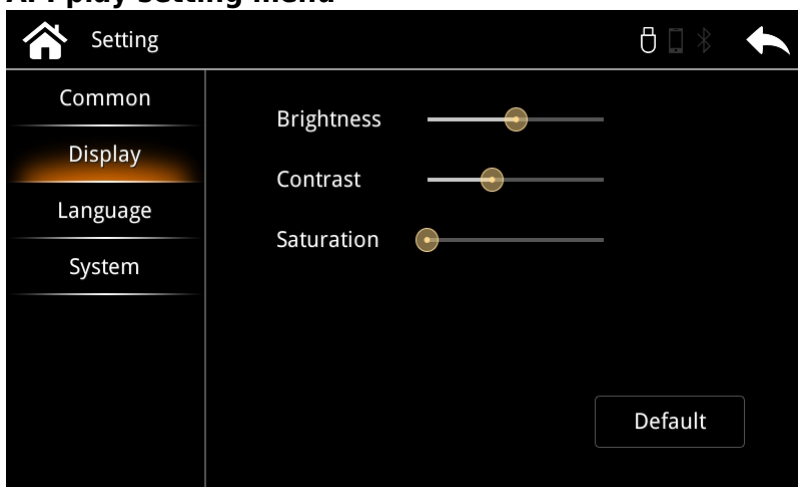 Setting
Common
Display
Language
System
Brightness
Contrast
Saturation
Default